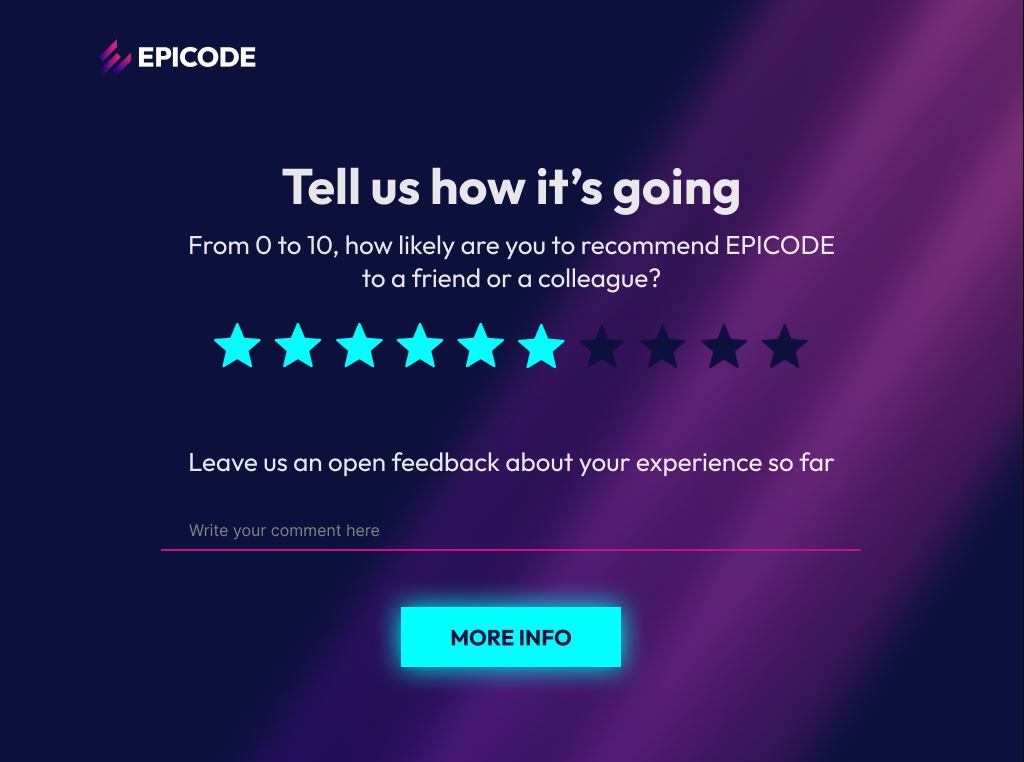 EPICODE
Tell us how it’s going
From 0 to 10, how likely are you to recommend EPICODE
to a friend or a colleague?
Leave us an open feedback about your experience so far
Write your comment here
MORE INFO